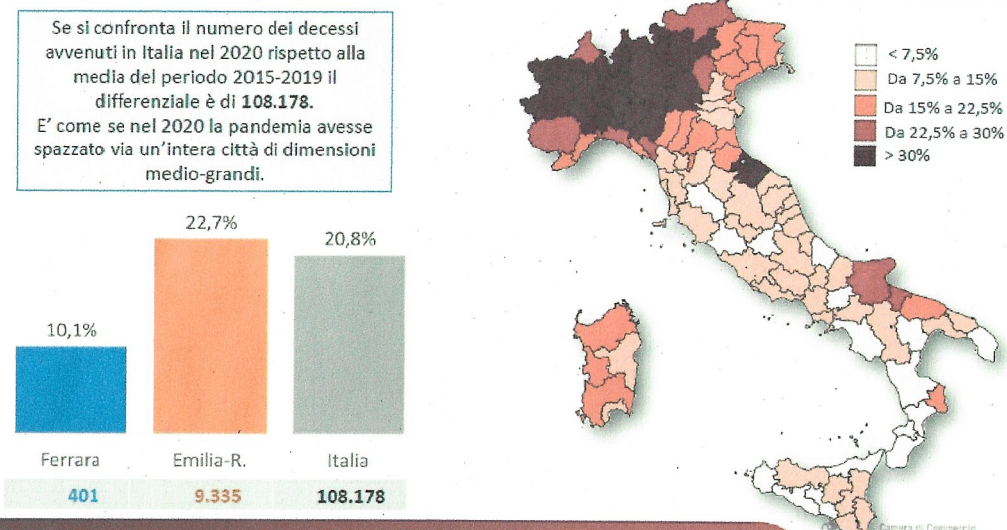 Se si confronta il numero dei decessi
avvenuti in Italia nel 2020 rispetto alla
media del periodo 2015-2019 il
differenziale è di 108.178.
E' come se nel 2020 la pandemia avesse
spazzato via un'intera città di dimensioni
medio-grandi.
22,7%
20,8%
10,1%
Ferrara Emilia-R. Italia
401 9.335 108.178
< 7,5%
Da 7,5% a 15%
Da 15% a 22,5%
Da 22,5% a 30%
> 30%
Camera di Commercio